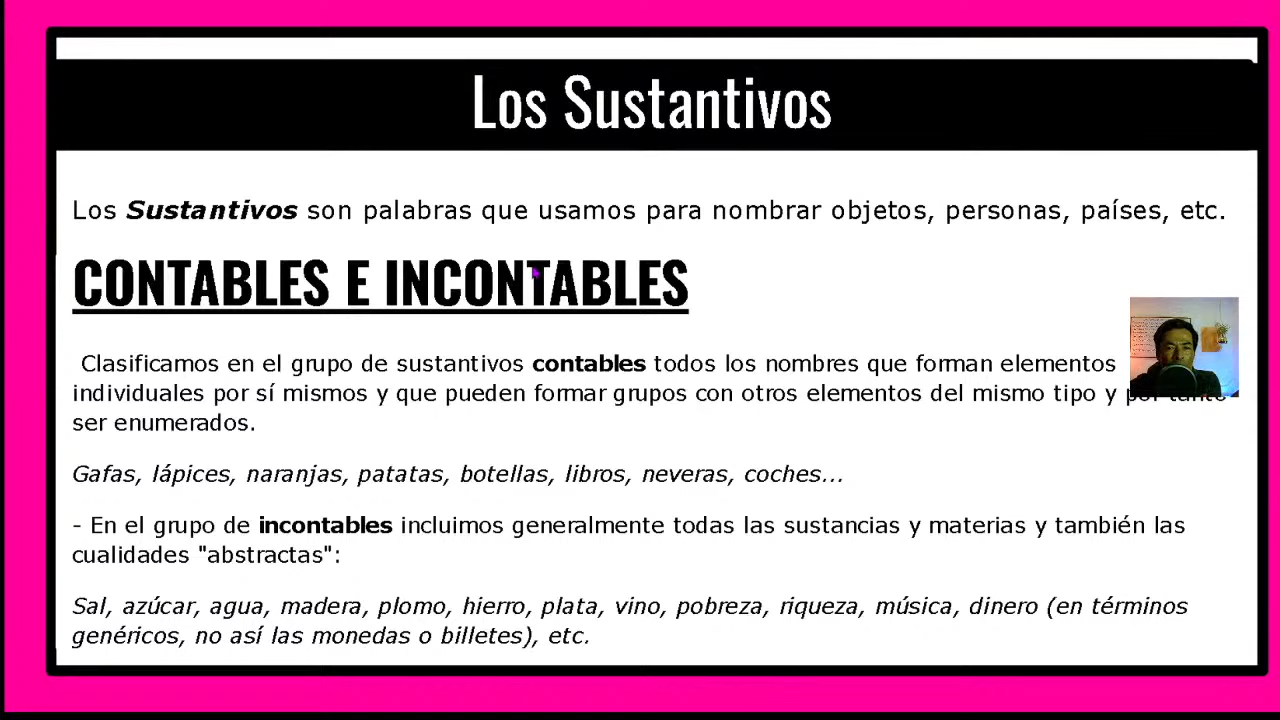 Los Sustantivos
Los Sustantivos son palabras que usamos para nombrar objetos, personas, países, etc.
CONTABLES E INCONTABLES
Clasificamos en el grupo de sustantivos contables todos los nombres que forman elementos
individuales por sí mismos y que pueden formar grupos con otros elementos del mismo tipo y por tanto
ser enumerados.
Gafas, lápices, naranjas, patatas, botellas, libros, neveras, coches...
- En el grupo de incontables incluimos generalmente todas las sustancias y materias y también las
cualidades "abstractas":
Sal, azúcar, agua, madera, plomo, hierro, plata, vino, pobreza, riqueza, música, dinero (en términos
genéricos, no así las monedas o billetes), etc.